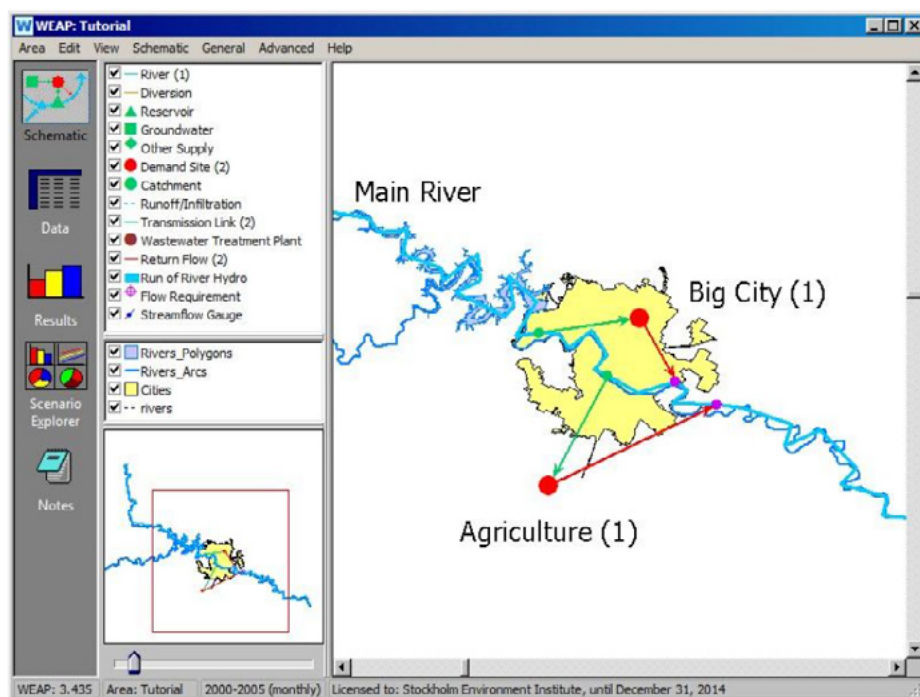 WEAP: Tutorial
Area Edit View Schematic General Advanced Help
Schematic
Data
Results
Scenario
Explorer
Notes
River (1)
Diversion
Reservoir
Groundwater
Other Supply
Demand Site (2)
Catchment
Runoff/Infiltration
Transmission Link (2)
Wastewater Treatment Plant
Return Flow (2)
Run of River Hydro
Flow Requirement
Streamflow Gauge
Rivers_Polygons
Rivers_Arcs
Cities
rivers
Main River
Big City (1)
Agriculture (1)
WEAP: 3.435 Area: Tutorial 2000-2005 (monthly) Licensed to: Stockholm Environment Institute, until December 31, 2014